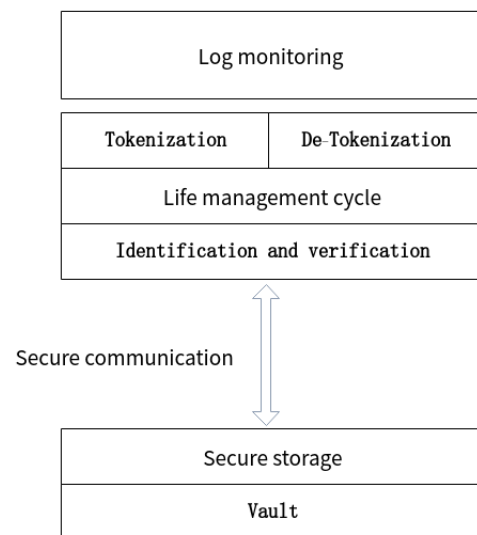 Log monitoring
Tokenization
De-Tokenization
Life management cycle
Identification and verification
Secure communication
Secure storage
Vault